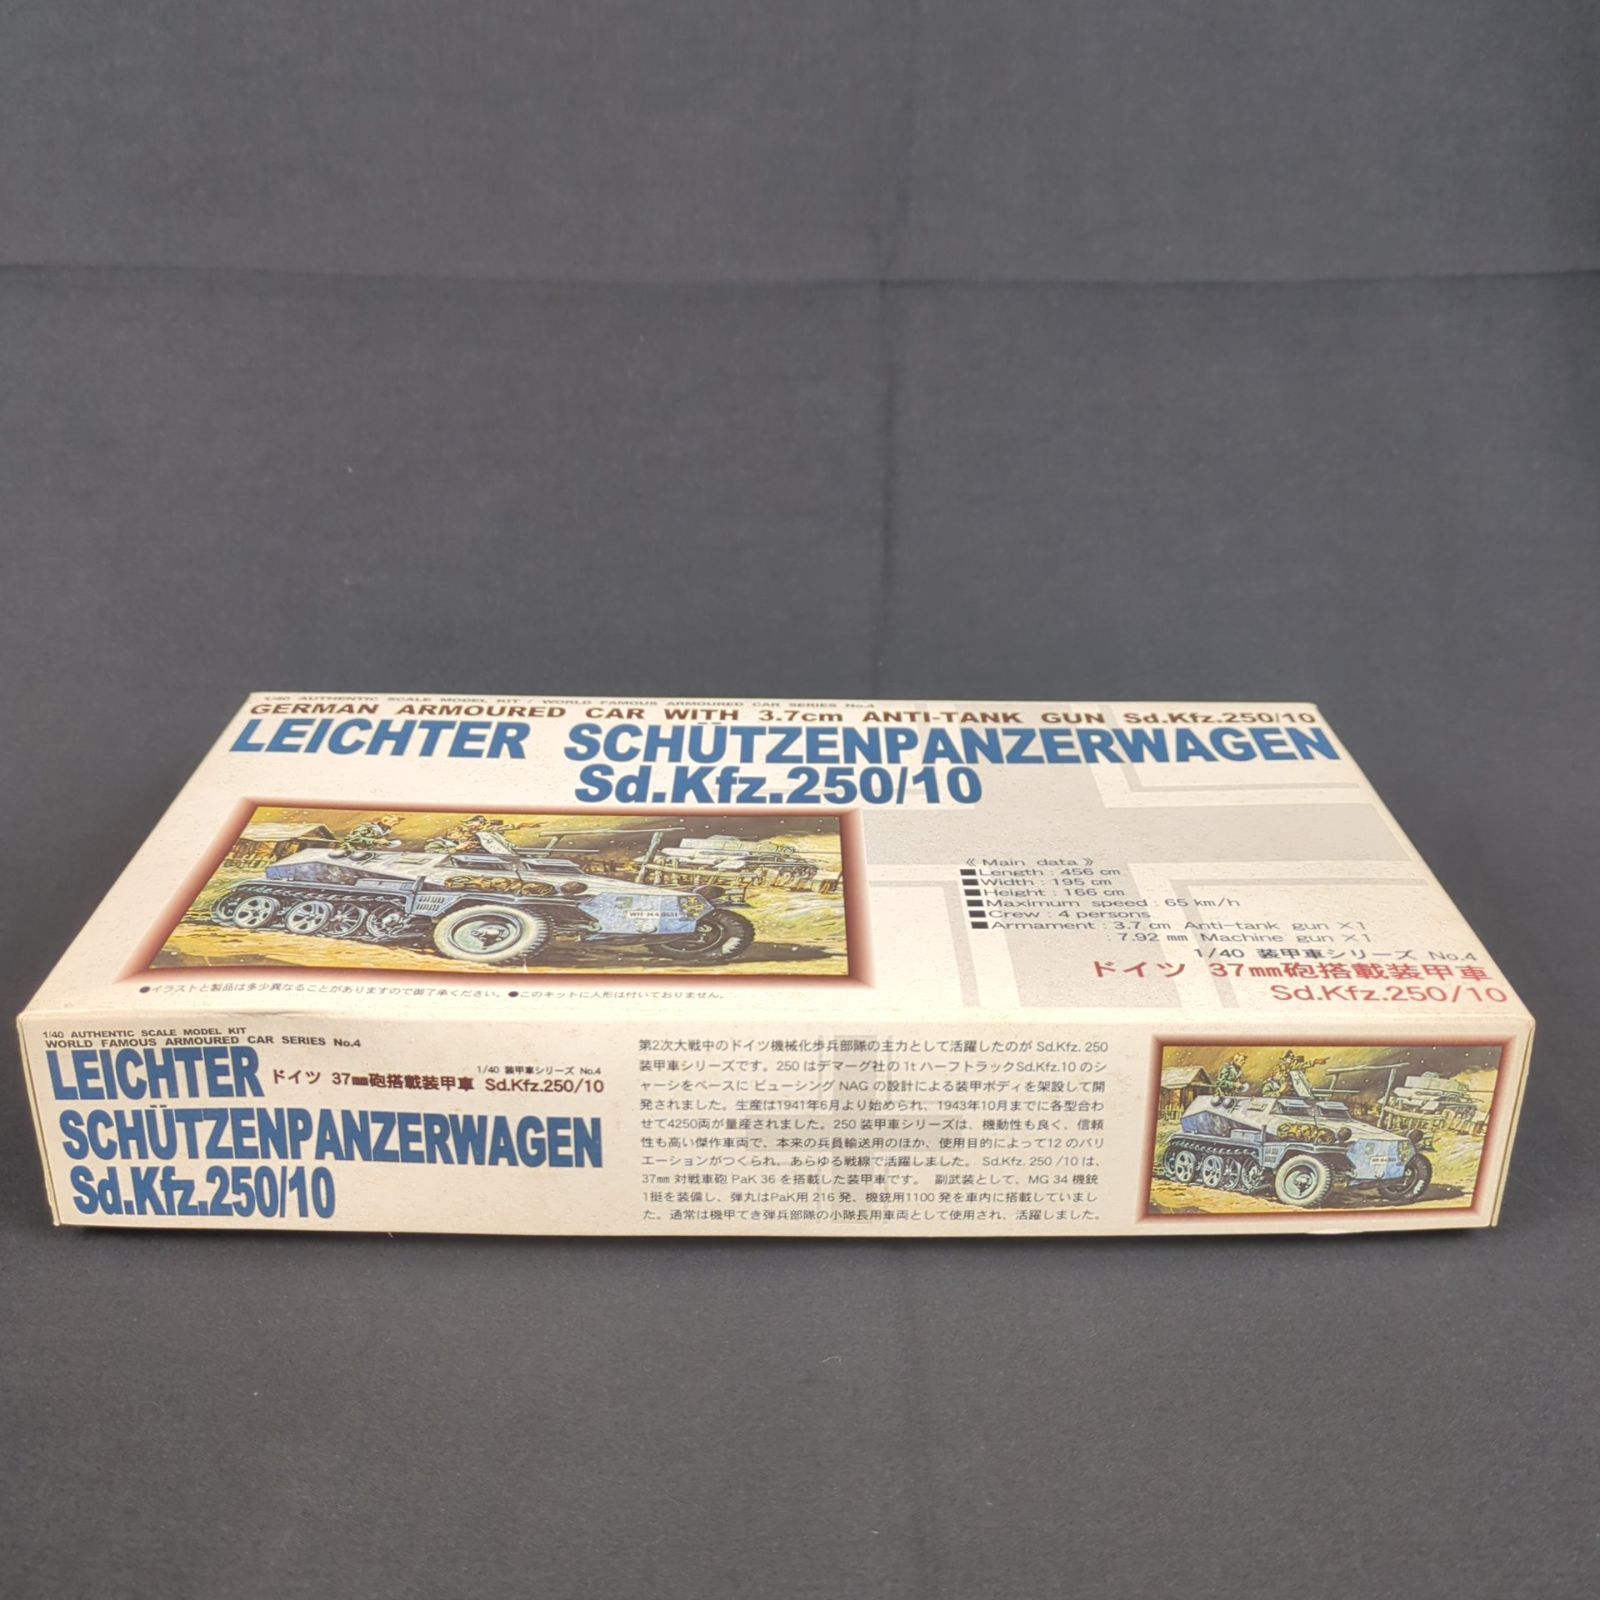 1/40 AUTHENTIC SCALE MODEL KIT / WORLD FAMOUS ARMOURED CAR SERIES No.4
GERMAN ARMOURED CAR WITH 3.7cm ANTI-TANK GUN Sd.Kfz.250/10
LEICHTER SCHÜTZENPANZERWAGEN
Sd.Kfz.250/10
《 Main data 》
■Length : 456 cm
■Width : 195 cm
■Height : 166 cm
■Maximum speed : 65 km/h
■Crew : 4 persons
■Armament : 3.7 cm Anti-tank gun ×1
: 7.92 mm Machine gun ×1
1/40 装甲車シリーズ No.4
ドイツ 37mm砲搭載装甲車
Sd.Kfz.250/10
●イラストと製品は多少異なることがありますので御了承ください。●このキットに人形は付いておりません。
1/40 AUTHENTIC SCALE MODEL KIT
WORLD FAMOUS ARMOURED CAR SERIES No.4
LEICHTER
1/40 装甲車シリーズ No.4
ドイツ 37mm砲搭載装甲車 Sd.Kfz.250/10
SCHÜTZENPANZERWAGEN
Sd.Kfz.250/10
第2次大戦中のドイツ機械化歩兵部隊の主力として活躍したのが Sd.Kfz. 250
装甲車シリーズです。250 はデマーグ社の 1t ハーフトラックSd.Kfz.10 のシ
ャーシをベースに ビューシング NAG の設計による装甲ボディを架設して開
発されました。生産は1941年6月より始められ、1943年10月までに各型合わ
せて4250両が量産されました。250 装甲車シリーズは、機動性も良く、信頼
性も高い傑作車両で、本来の兵員輸送用のほか、使用目的によって12 のバリ
エーションがつくられ、あらゆる戦線で活躍しました。Sd.Kfz. 250 /10 は、
37mm 対戦車砲 PaK 36 を搭載した装甲車です。 副武装として、MG 34 機銃
1挺を装備し、弾丸はPaK用 216 発、機銃用1100 発を車内に搭載していまし
た。通常は機甲てき弾兵部隊の小隊長用車両として使用され、活躍しました。